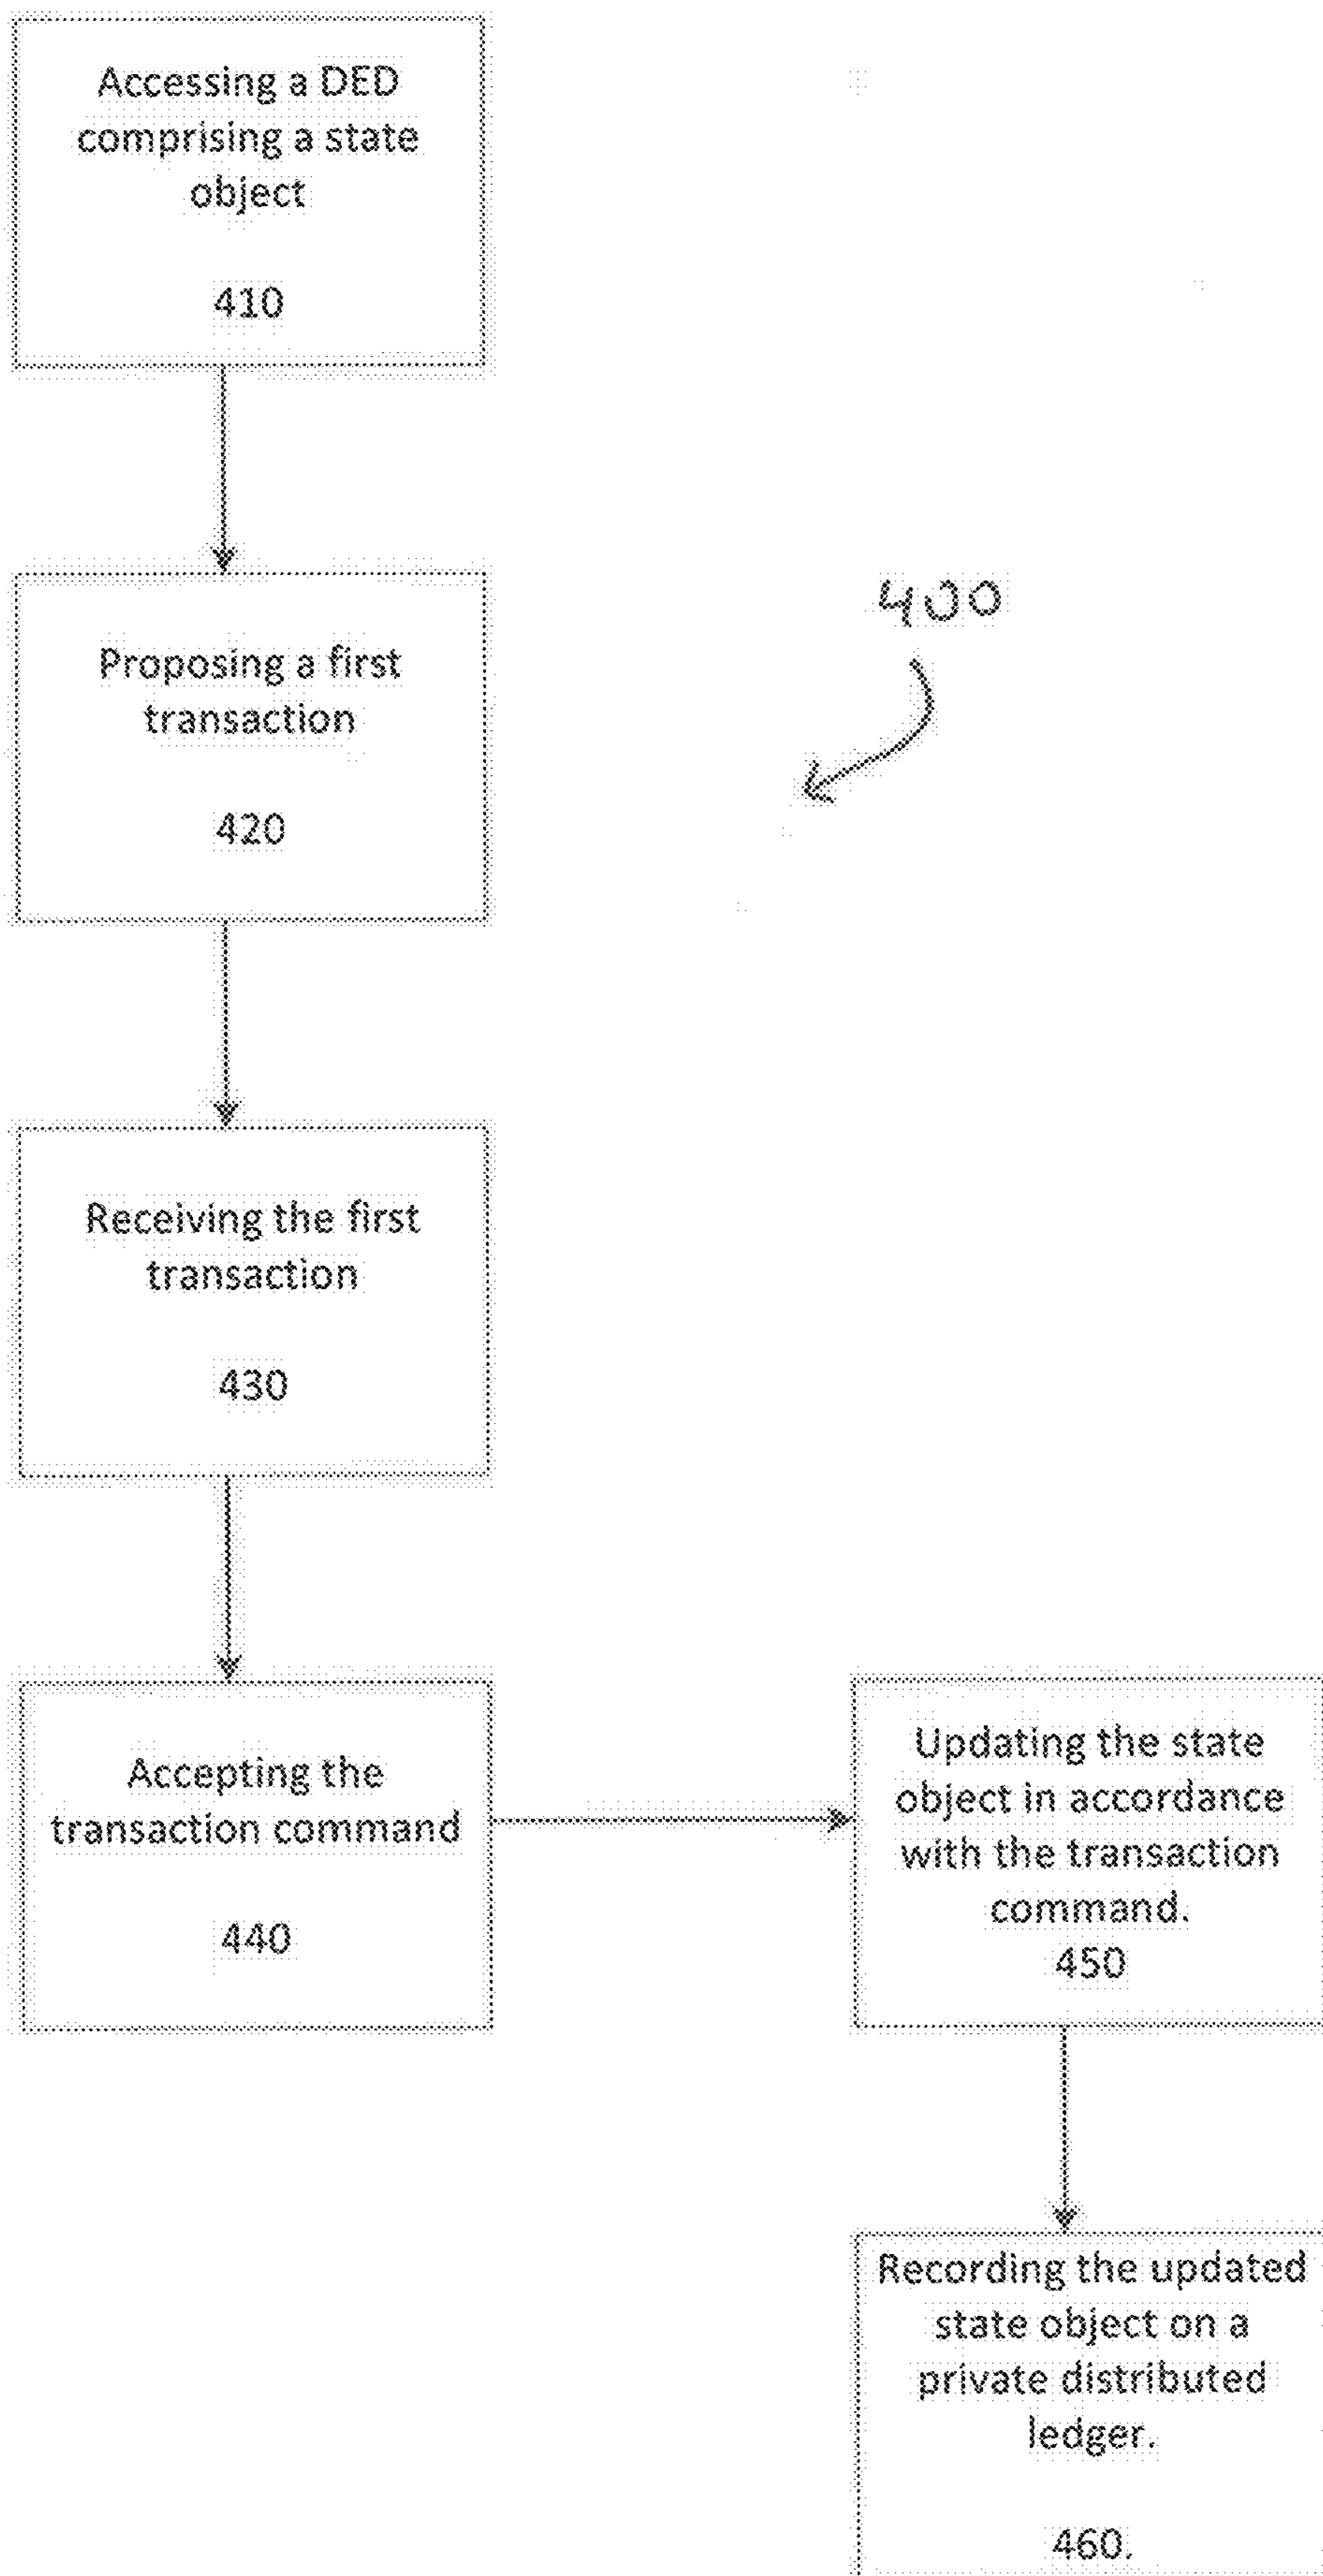 Accessing a DED
comprising a state
object
410
Proposing a first
transaction
420
400
Receiving the first
transaction
430
Accepting the
transaction command
440
Updating the state
object in accordance
with the transaction
command.
450
Recording the updated
state object on a
private distributed
ledger.
460.